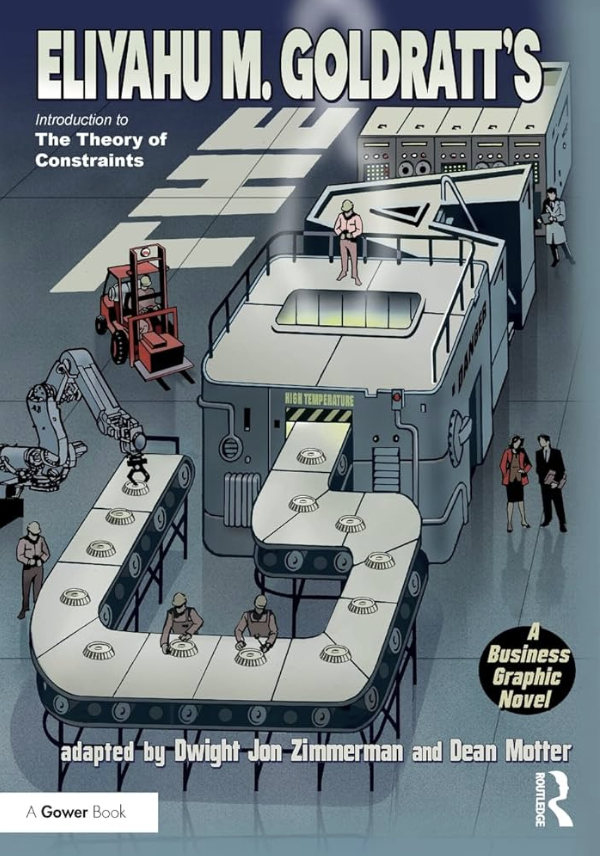 ELIYAHU M. GOLDRATT'S
Introduction to
The Theory of
Constraints
THE
GOAL
DANGER
HIGH TEMPERATURE
A
Business
Graphic
Novel
adapted by Dwight Jon Zimmerman and Dean Motter
A Gower Book
ROUTLEDGE